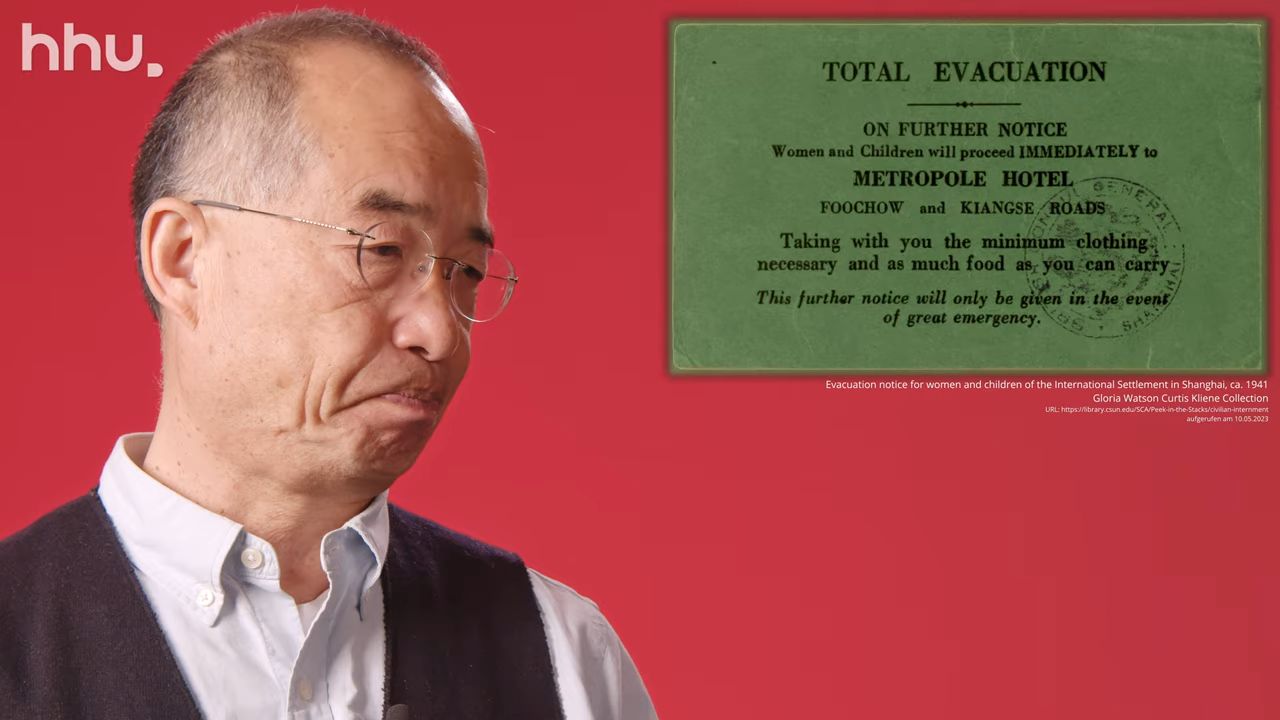 hhu.
TOTAL EVACUATION
ON FURTHER NOTICE
Women and Children will proceed IMMEDIATELY to
METROPOLE HOTEL
FOOCHOW and KIANGSE ROADS
Taking with you the minimum clothing
necessary and as much food as you can carry
This further notice will only be given in the event
of great emergency.
GENERAL
SHANGHAI
Evacuation notice for women and children of the International Settlement in Shanghai, ca. 1941
Gloria Watson Curtis Kliene Collection
URL: https://library.csun.edu/SCA/Peek-in-the-Stacks/civilian-internment
aufgerufen am 10.05.2023